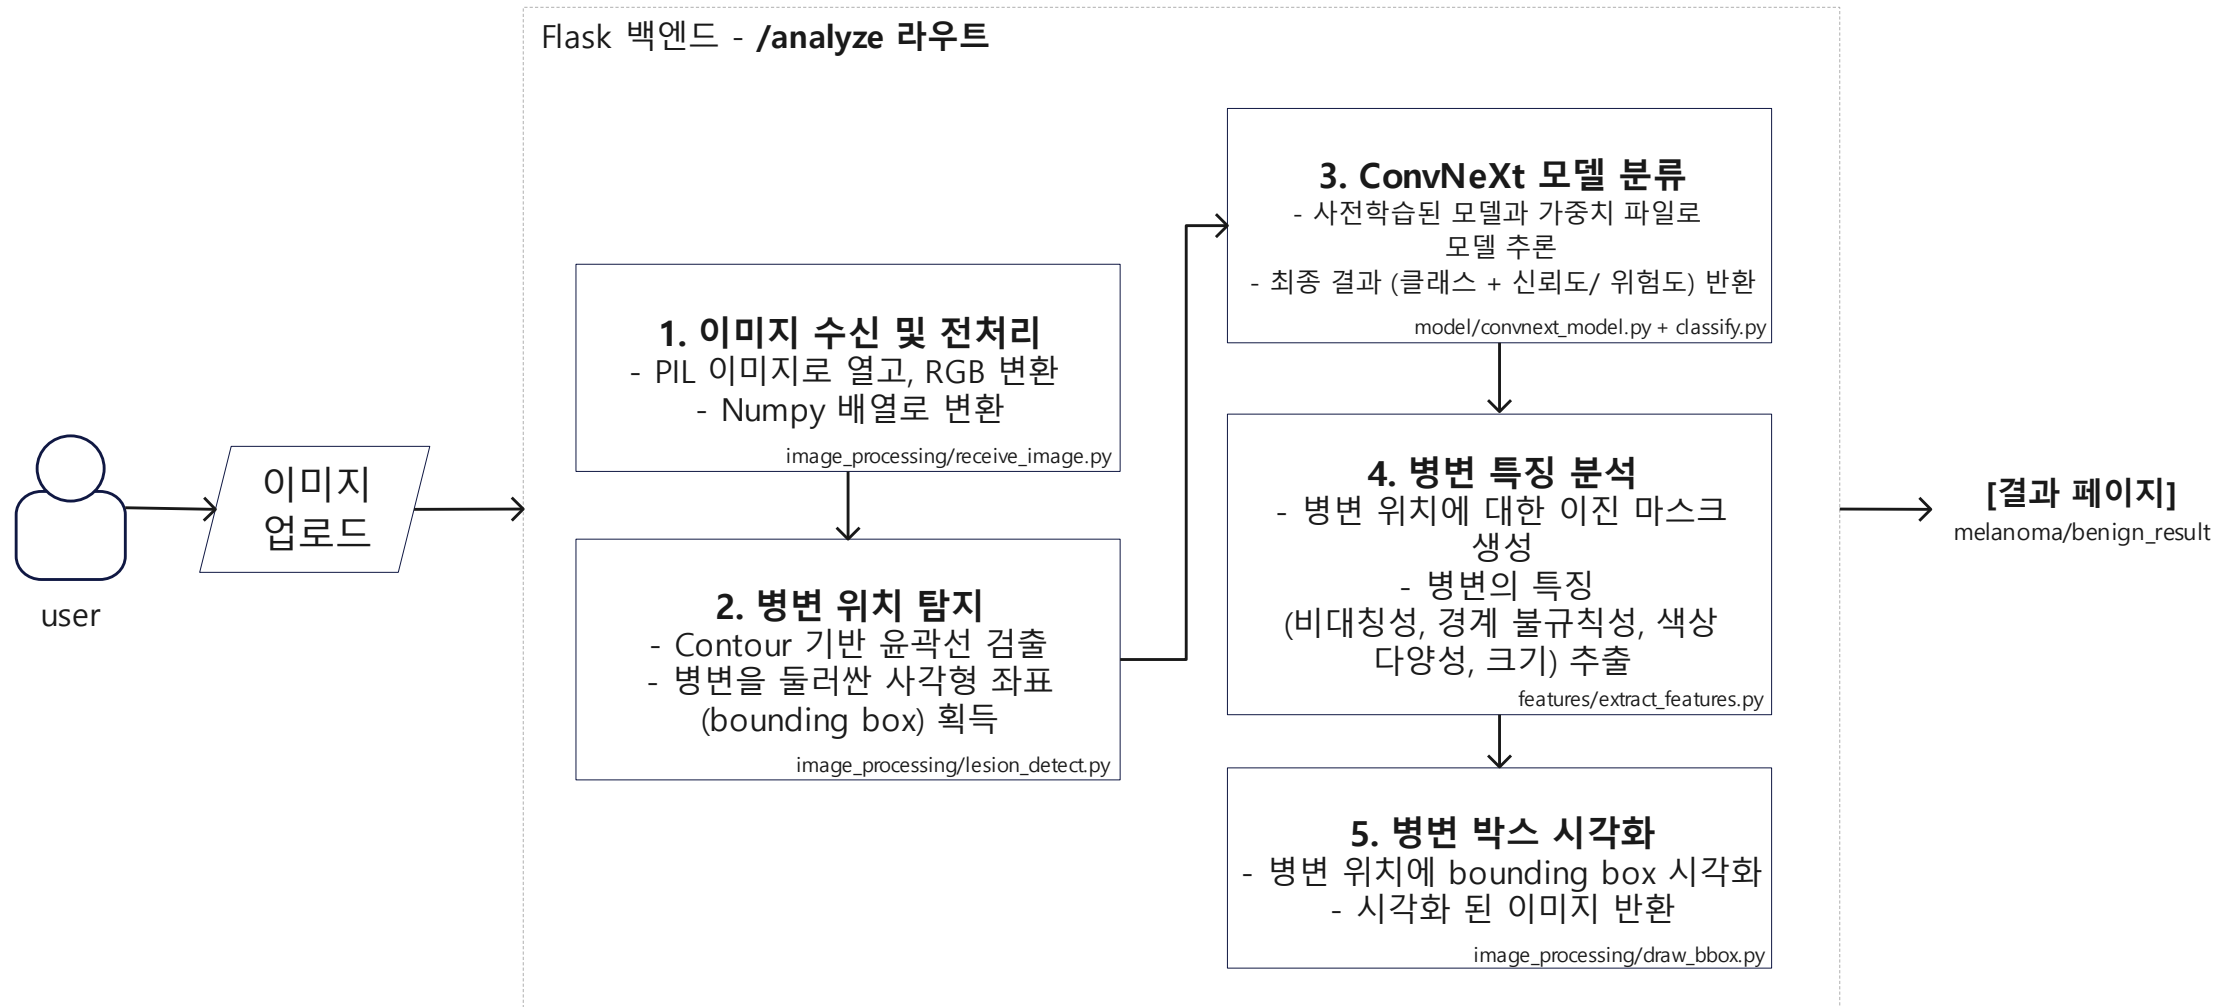 Flask 백엔드 - /analyze 라우트
user
이미지
업로드
1. 이미지 수신 및 전처리
- PIL 이미지로 열고, RGB 변환
- Numpy 배열로 변환
image_processing/receive_image.py
2. 병변 위치 탐지
- Contour 기반 윤곽선 검출
- 병변을 둘러싼 사각형 좌표
(bounding box) 획득
image_processing/lesion_detect.py
3. ConvNeXt 모델 분류
- 사전학습된 모델과 가중치 파일로
모델 추론
- 최종 결과 (클래스 + 신뢰도/ 위험도) 반환
model/convnext_model.py + classify.py
4. 병변 특징 분석
- 병변 위치에 대한 이진 마스크
생성
- 병변의 특징
(비대칭성, 경계 불규칙성, 색상
다양성, 크기) 추출
features/extract_features.py
5. 병변 박스 시각화
- 병변 위치에 bounding box 시각화
- 시각화 된 이미지 반환
image_processing/draw_bbox.py
[결과 페이지]
melanoma/benign_result